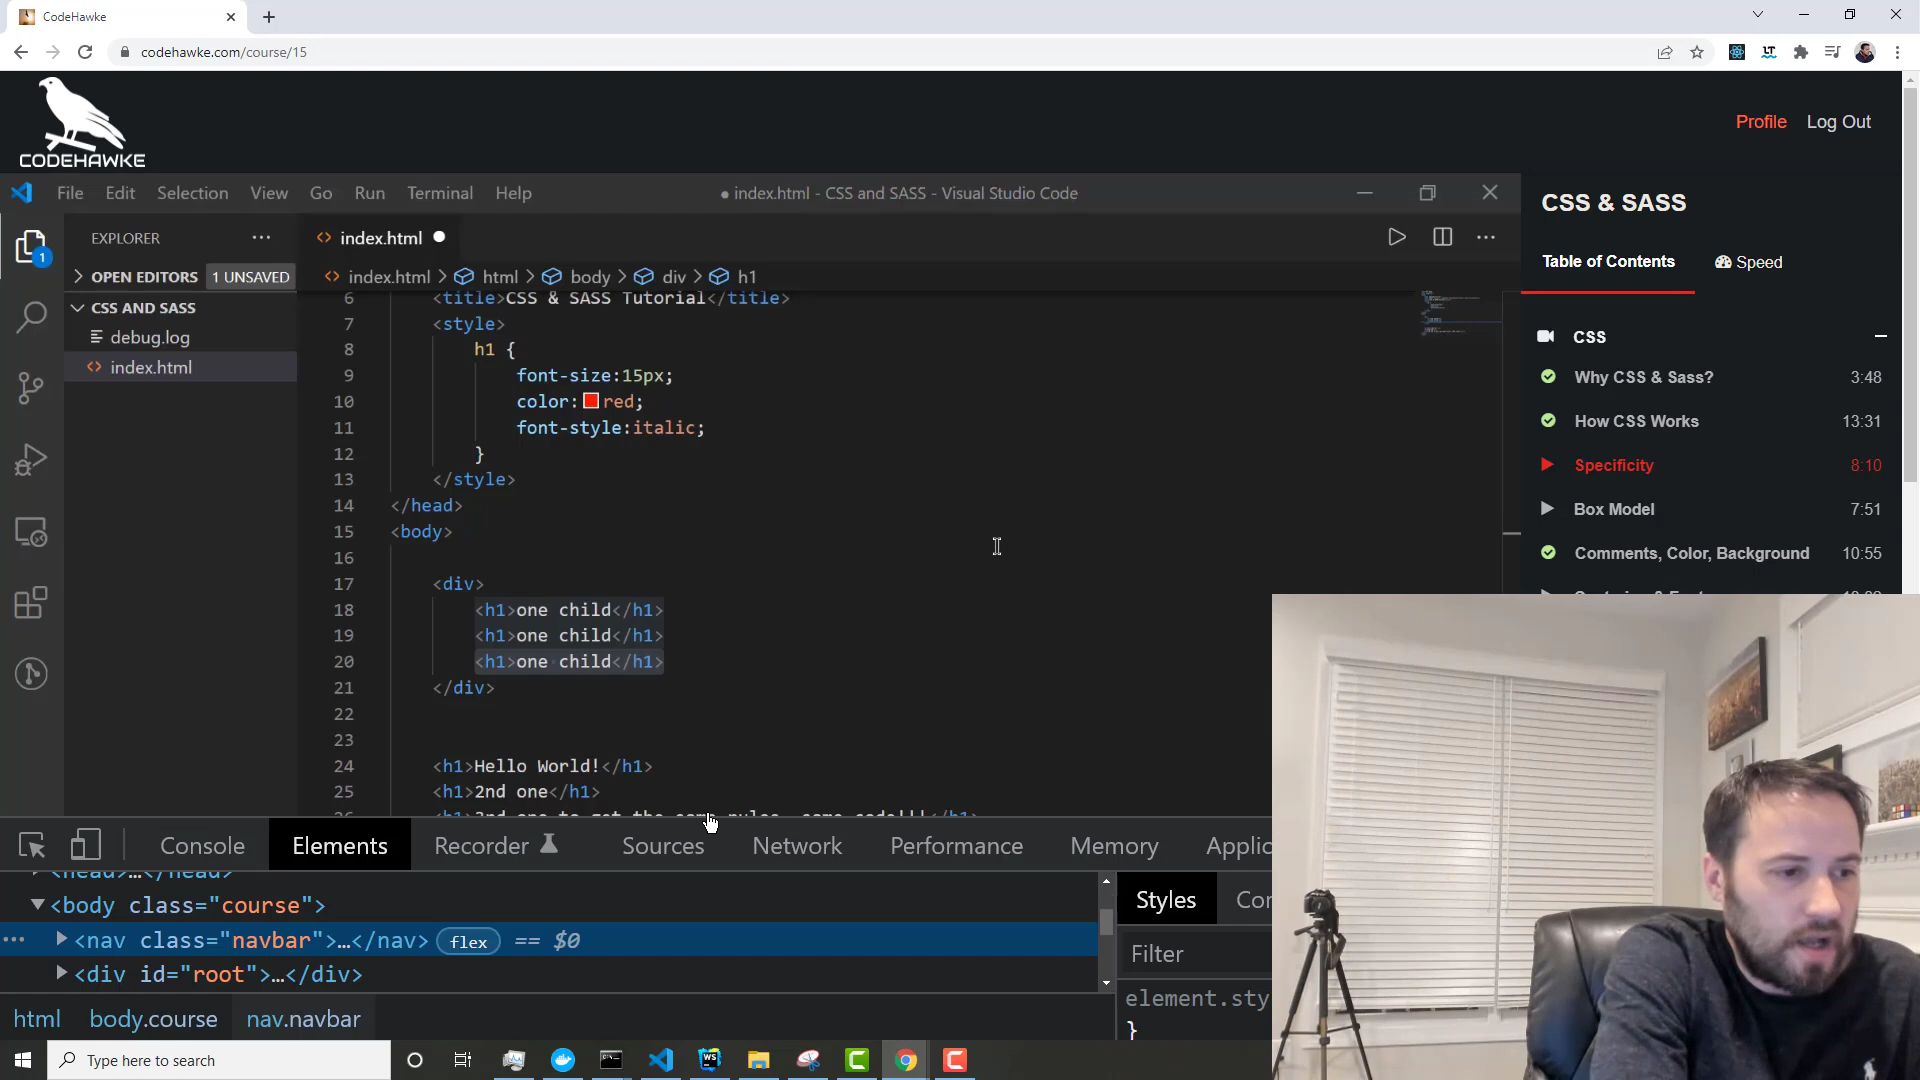 CodeHawke
codehawke.com/course/15
CODEHAWKE
Profile Log Out
File Edit Selection View Go Run Terminal Help
● index.html - CSS and SASS - Visual Studio Code
EXPLORER
index.html
OPEN EDITORS 1 UNSAVED
index.html > html > body > div > h1
CSS AND SASS
debug.log
index.html
1
6 <title>CSS & SASS Tutorial</title>
7 <style>
8 h1 {
9 font-size:15px;
10 color: red;
11 font-style:italic;
12 }
13 </style>
14 </head>
15 <body>
16
17 <div>
18 <h1>one child</h1>
19 <h1>one child</h1>
20 <h1>one child</h1>
21 </div>
22
23
24 <h1>Hello World!</h1>
25 <h1>2nd one</h1>
CSS & SASS
Table of Contents Speed
CSS
Why CSS & Sass? 3:48
How CSS Works 13:31
Specificity 8:10
Box Model 7:51
Comments, Color, Background 10:55
Console Elements Recorder Sources Network Performance Memory Applic
<head>…</head>
<body class="course">
<nav class="navbar">…</nav> flex == $0
<div id="root">…</div>
html body.course nav.navbar
Styles Cor
Filter
element.sty
}
Type here to search